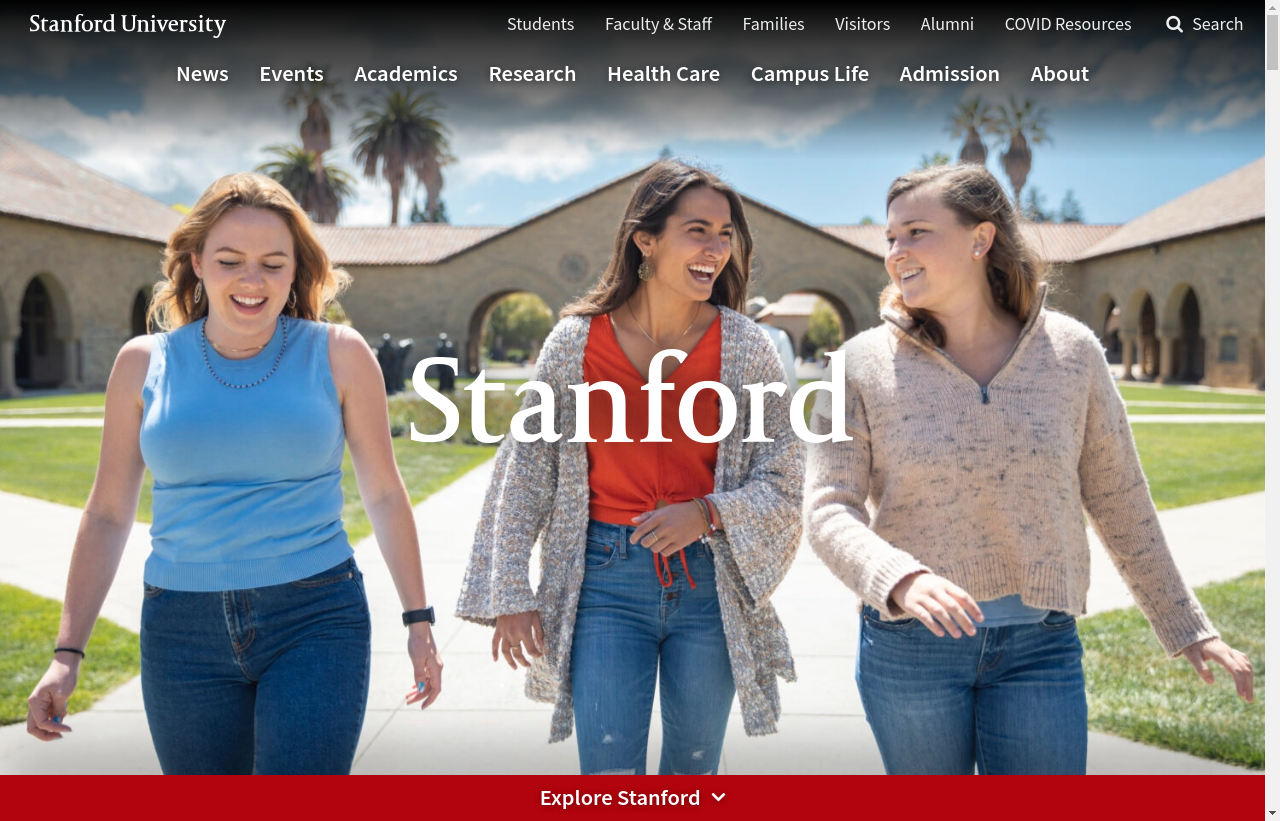 Stanford University
Students Faculty & Staff Families Visitors Alumni COVID Resources Search
News Events Academics Research Health Care Campus Life Admission About
Stanford
Explore Stanford